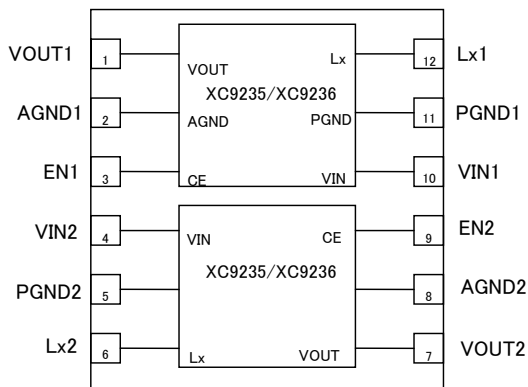 VOUT1 1 VOUT Lx 12 Lx1
XC9235/XC9236
AGND1 2 AGND PGND 11 PGND1
EN1 3 CE VIN 10 VIN1
VIN2 4 VIN CE 9 EN2
XC9235/XC9236
PGND2 5 8 AGND2
Lx2 6 Lx VOUT 7 VOUT2